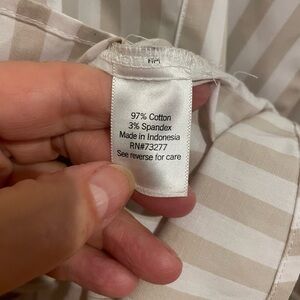 97% Cotton
3% Spandex
Made in Indonesia
RN#73277
See reverse for care